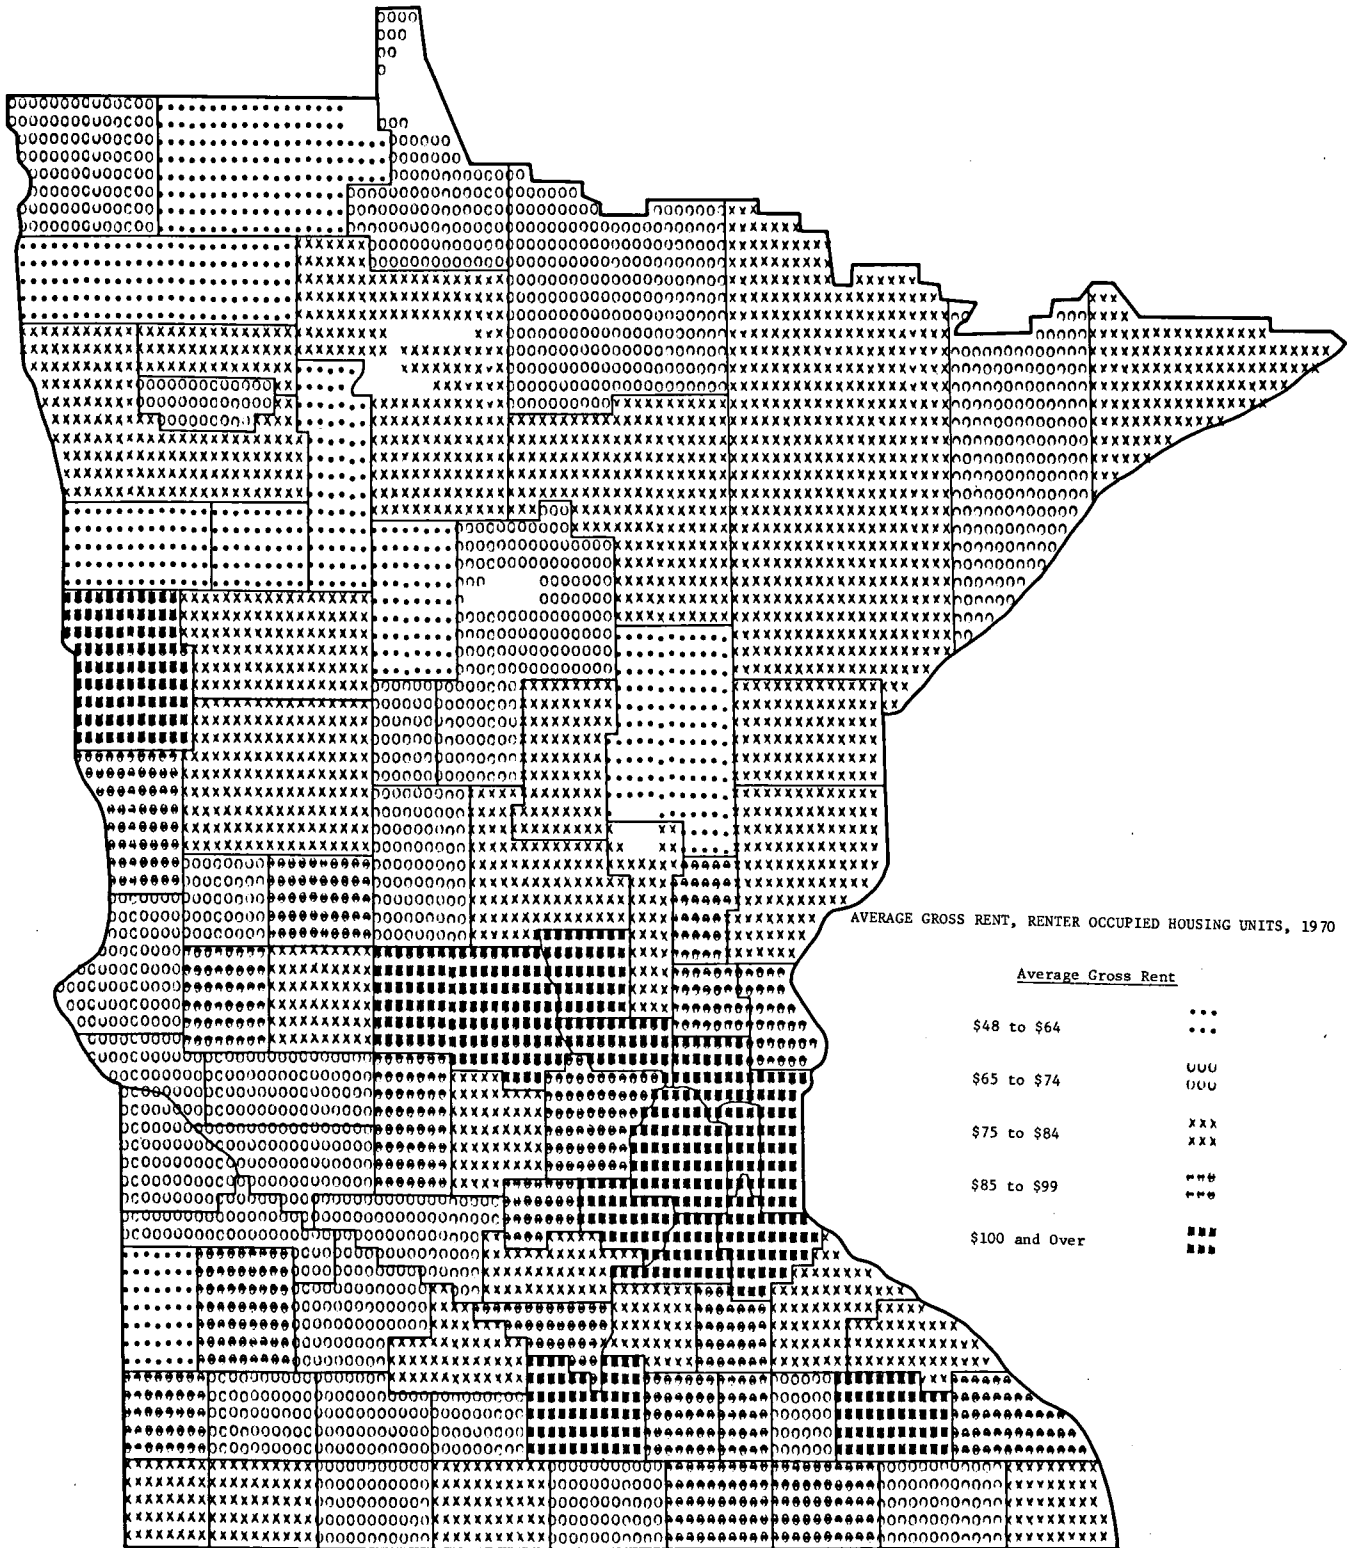 AVERAGE GROSS RENT, RENTER OCCUPIED HOUSING UNITS, 1970
Average Gross Rent
$48 to $64
$65 to $74
$75 to $84
$85 to $99
$100 and Over